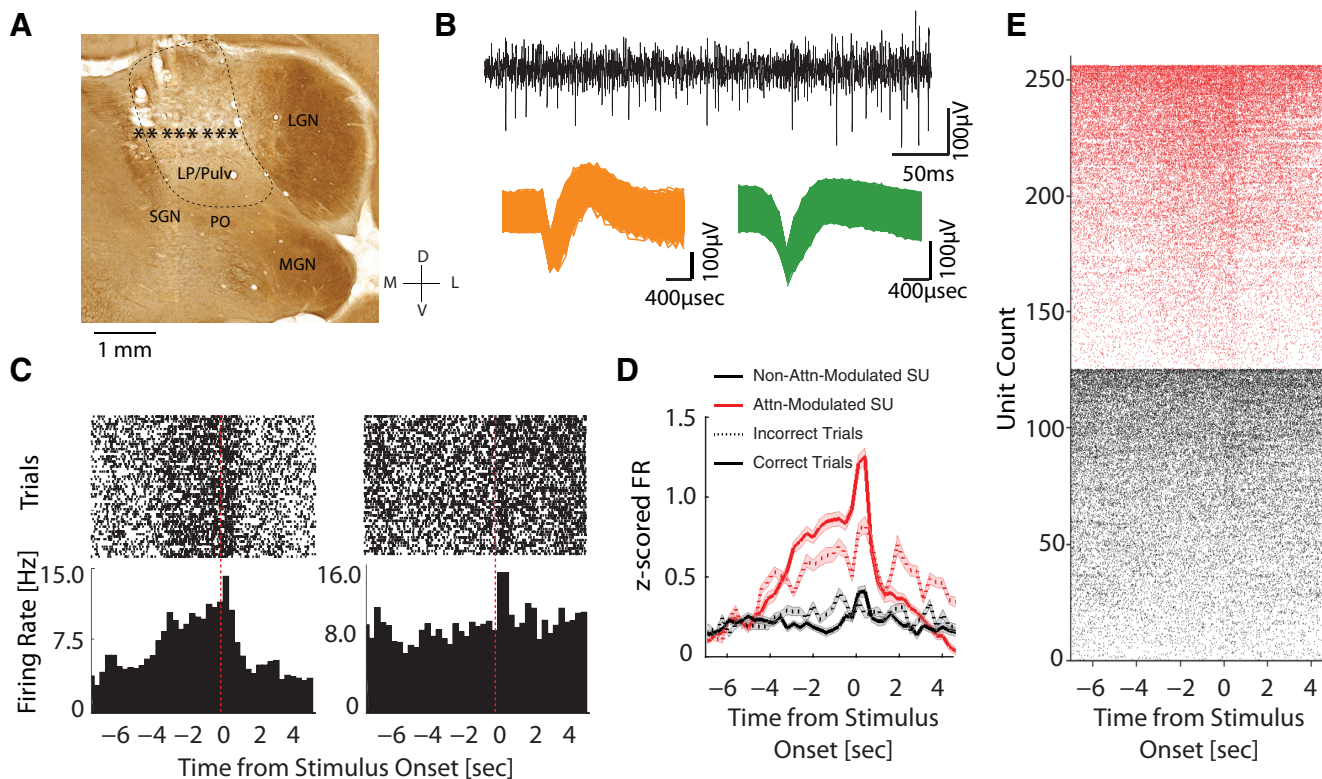 A
LGN
** *** ***
LP/Pulv
SGN
PO
MGN
D
M
L
V
1 mm
B
100μV
50ms
100μV
400μsec
100μV
400μsec
C
Trials
Firing Rate [Hz]
15.0
7.5
0
16.0
8.0
0
−6 −4 −2 0 2 4
−6 −4 −2 0 2 4
Time from Stimulus Onset [sec]
D
Non-Attn-Modulated SU
Attn-Modulated SU
Incorrect Trials
Correct Trials
z-scored FR
1.5
1.0
0.5
0
−6 −4 −2 0 2 4
Time from Stimulus
Onset [sec]
E
Unit Count
250
200
150
100
50
0
−6 −4 −2 0 2 4
Time from Stimulus
Onset [sec]